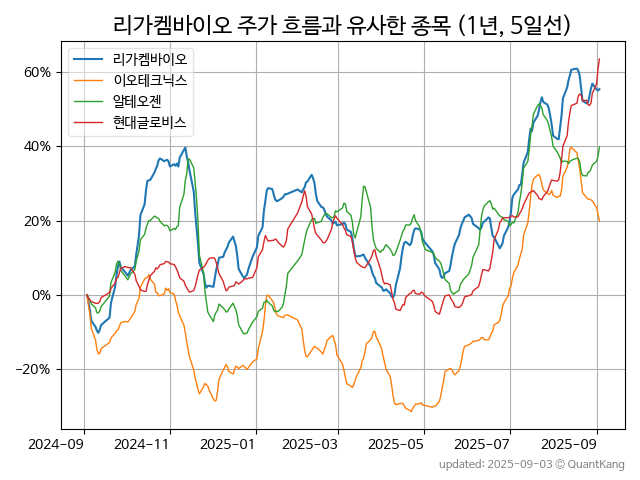 리가켐바이오 주가 흐름과 유사한 종목 (1년, 5일선)
리가켐바이오
이오테크닉스
알테오젠
현대글로비스
60%
40%
20%
0%
−20%
2024-09 2024-11 2025-01 2025-03 2025-05 2025-07 2025-09
updated: 2025-09-03 © QuantKang